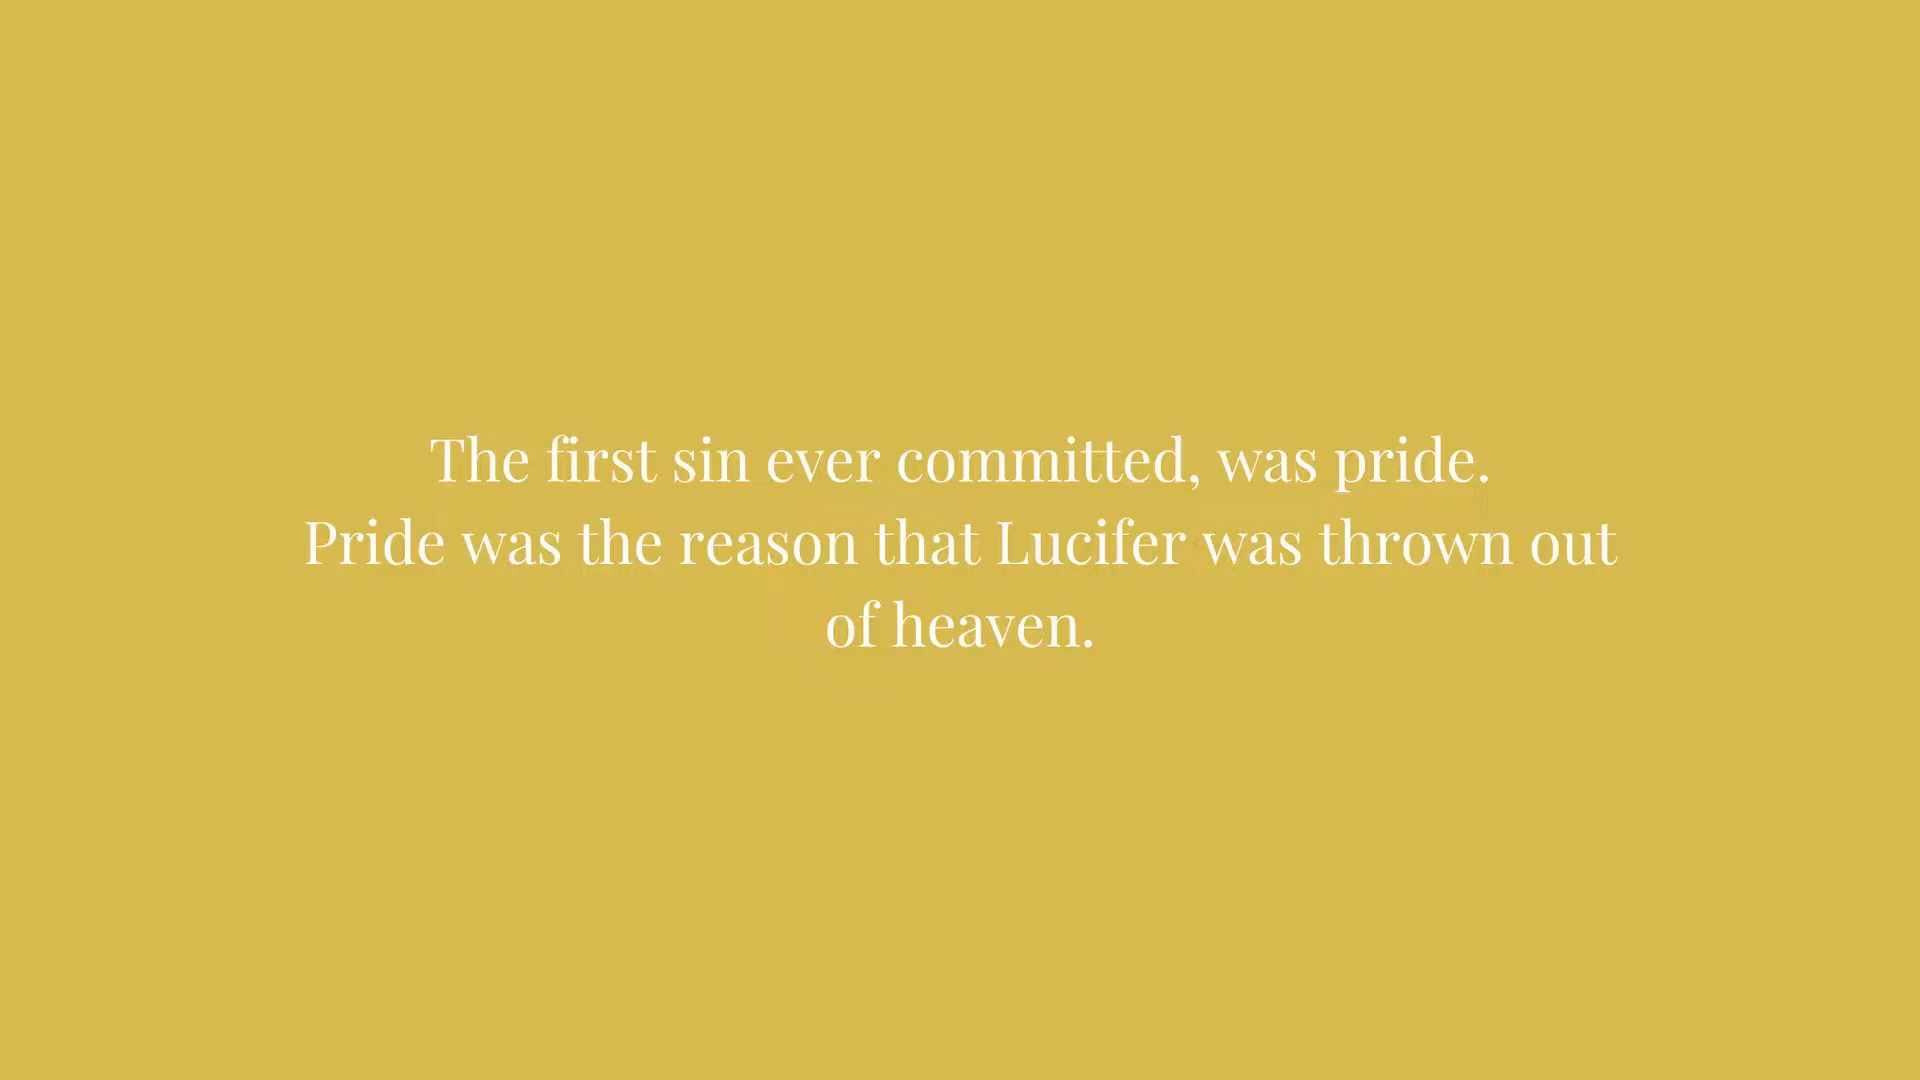 The first sin ever committed, was pride.
Pride was the reason that Lucifer was thrown out
of heaven.